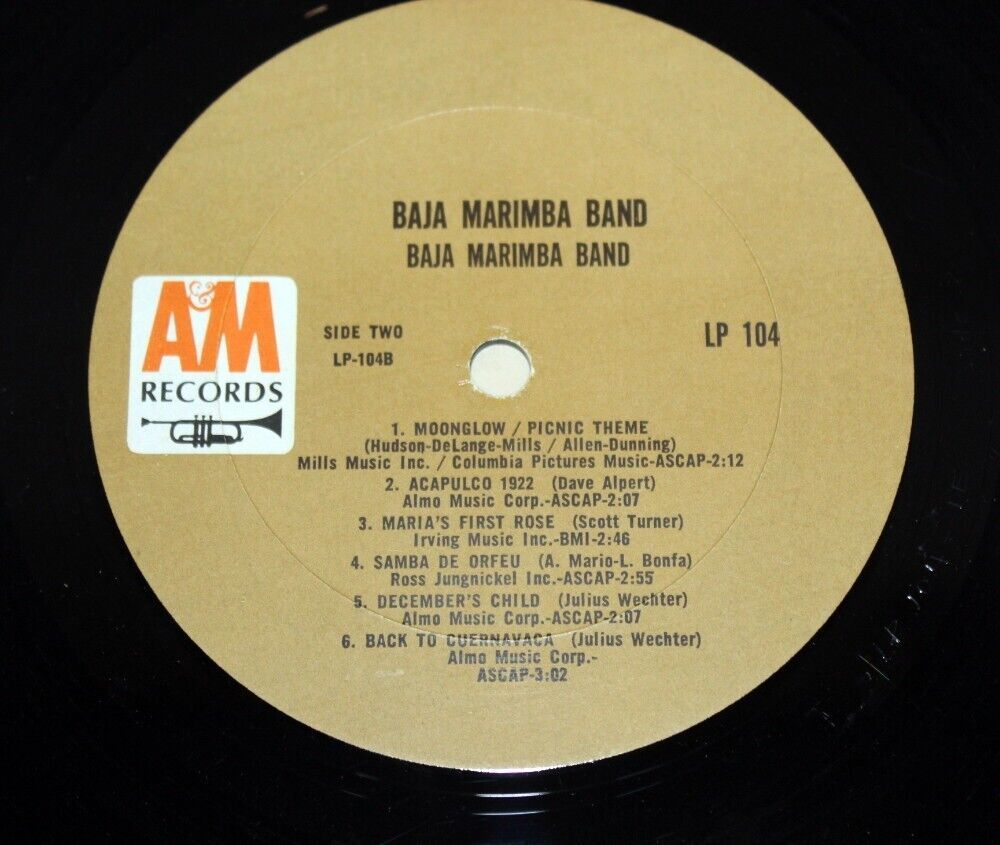 BAJA MARIMBA BAND
BAJA MARIMBA BAND
A&M
RECORDS
SIDE TWO
LP-104B
LP 104
1. MOONGLOW / PICNIC THEME
(Hudson-DeLange-Mills / Allen-Dunning)
Mills Music Inc. / Columbia Pictures Music-ASCAP-2:12
2. ACAPULCO 1922 (Dave Alpert)
Almo Music Corp.-ASCAP-2:07
3. MARIA'S FIRST ROSE (Scott Turner)
Irving Music Inc.-BMI-2:46
4. SAMBA DE ORFEU (A. Mario-L. Bonfa)
Ross Jungnickel Inc.-ASCAP-2:55
5. DECEMBER'S CHILD (Julius Wechter)
Almo Music Corp.-ASCAP-2:07
6. BACK TO CUERNAVACA (Julius Wechter)
Almo Music Corp.-
ASCAP-3:02